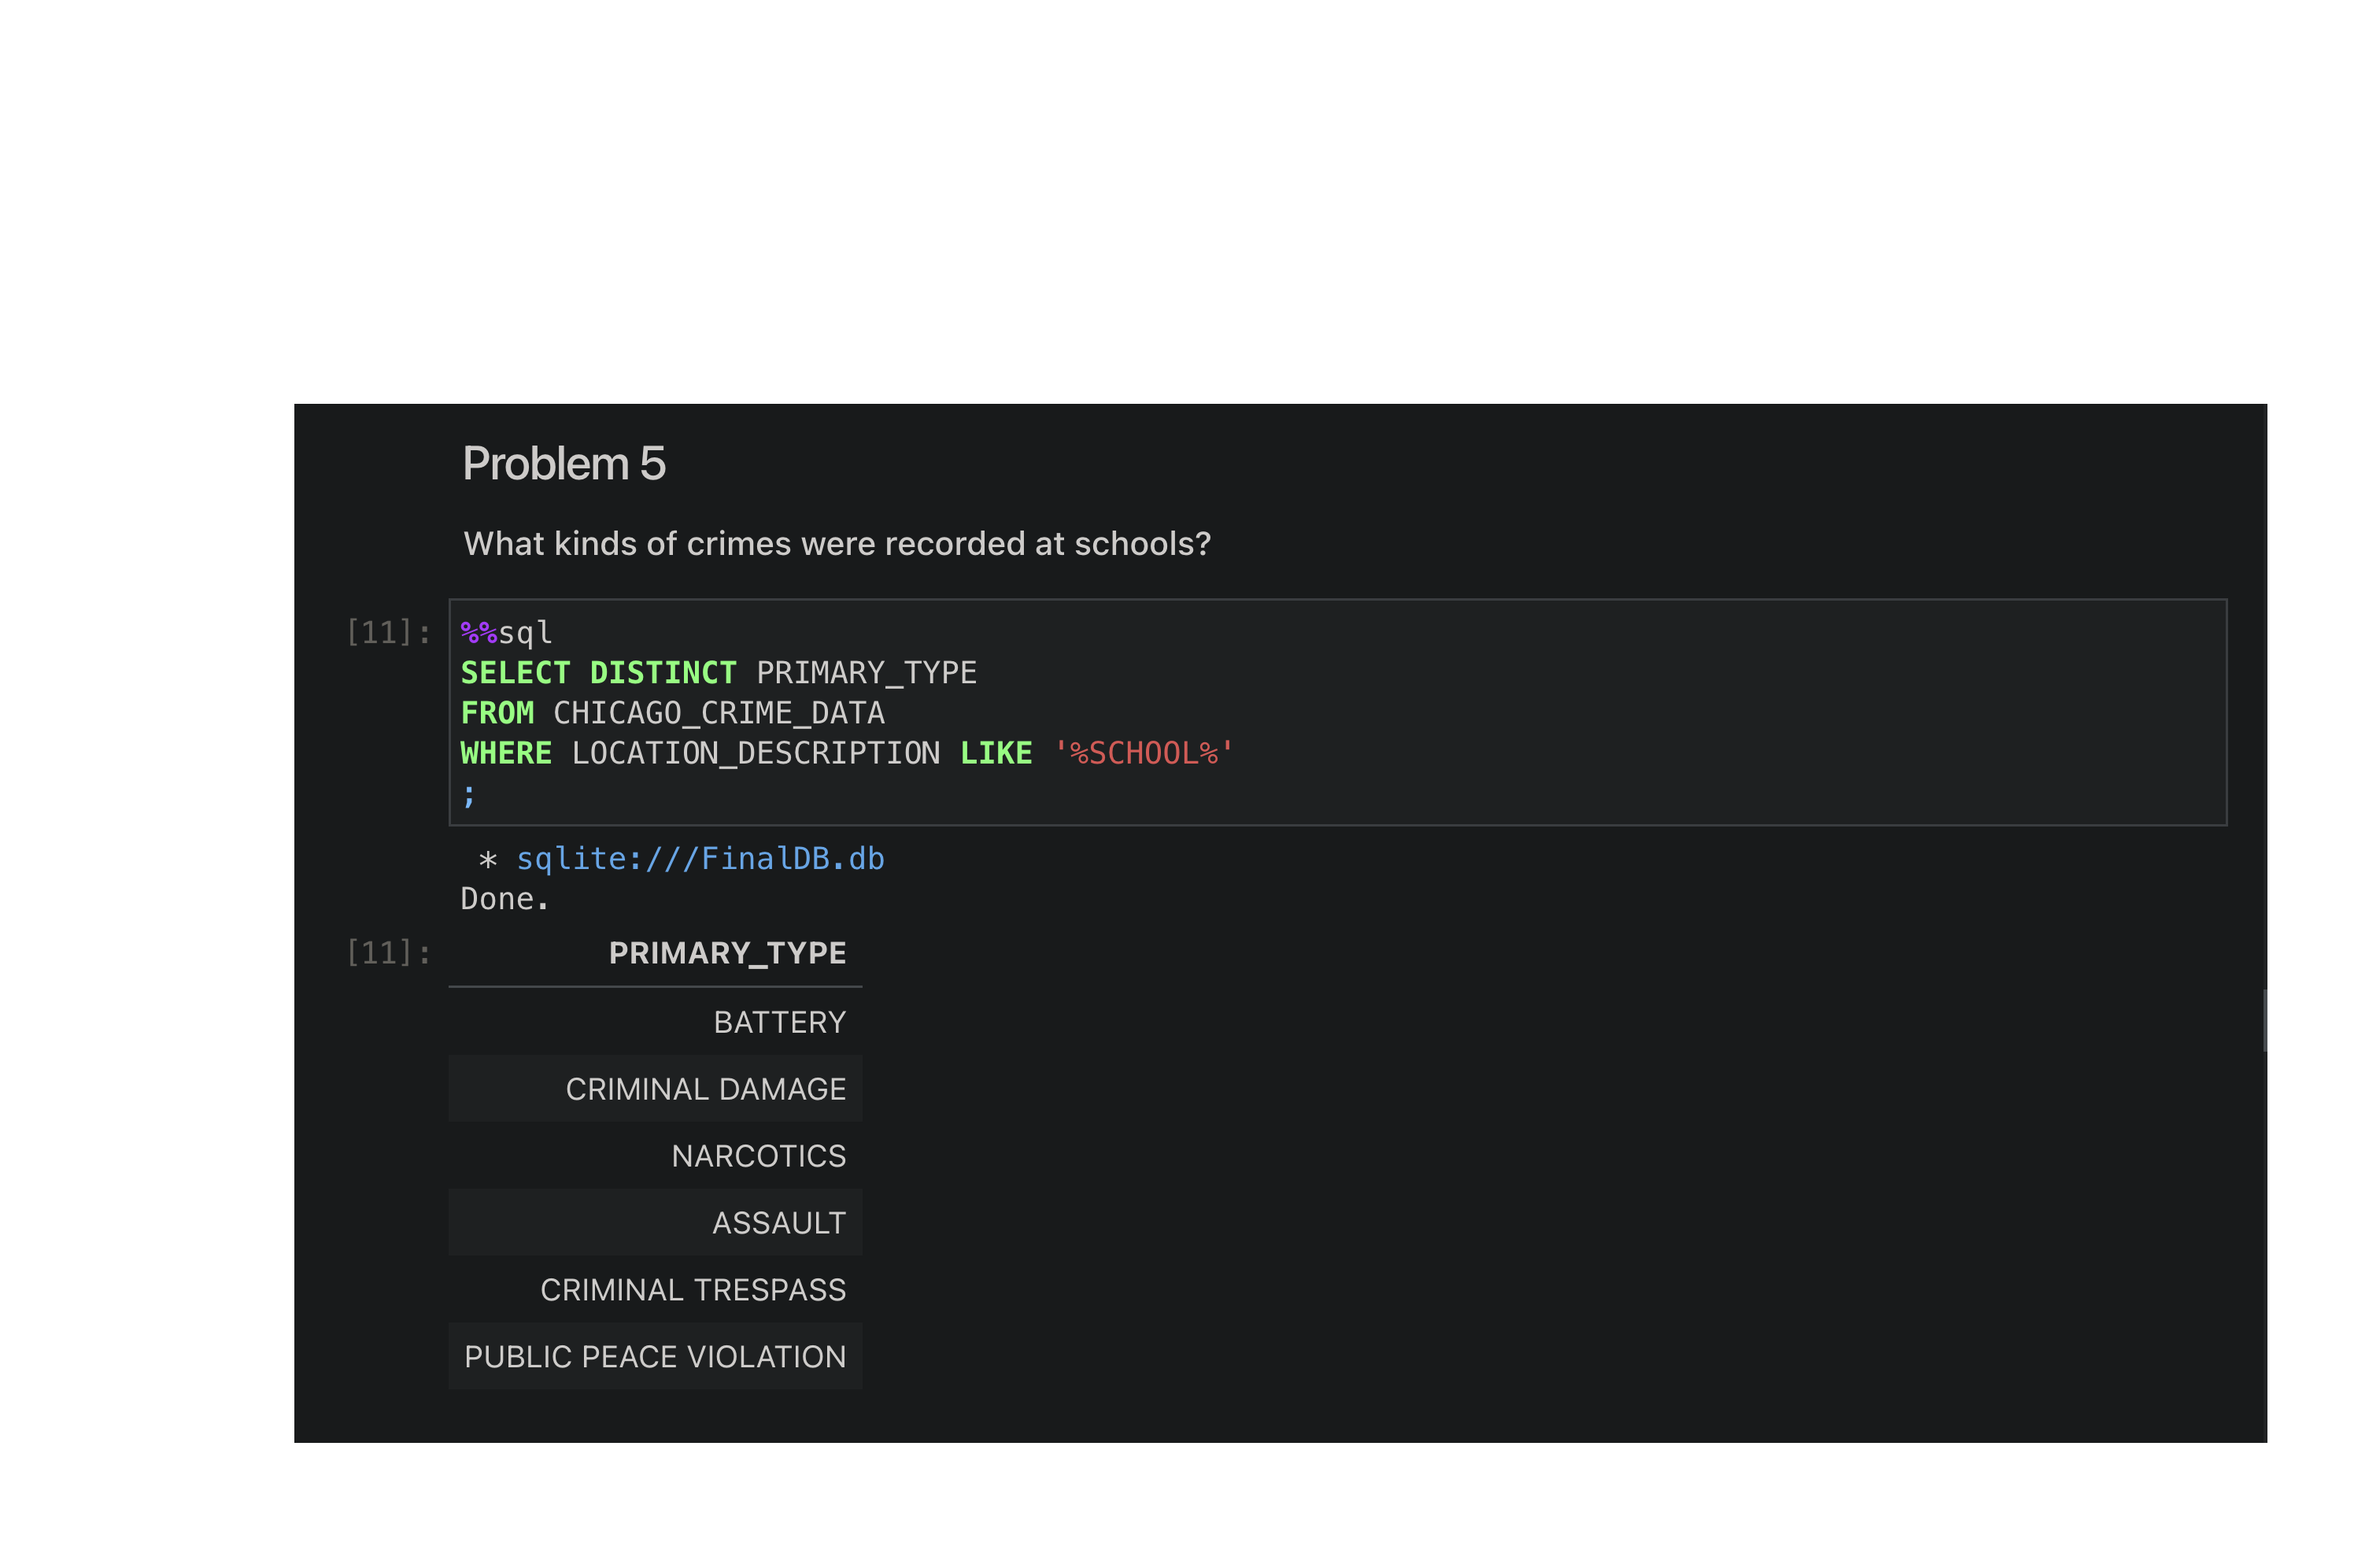 Problem 5
What kinds of crimes were recorded at schools?
[11]: %%sql
SELECT DISTINCT PRIMARY_TYPE
FROM CHICAGO_CRIME_DATA
WHERE LOCATION_DESCRIPTION LIKE '%SCHOOL%'
;
* sqlite:///FinalDB.db
Done.
[11]: PRIMARY_TYPE
BATTERY
CRIMINAL DAMAGE
NARCOTICS
ASSAULT
CRIMINAL TRESPASS
PUBLIC PEACE VIOLATION